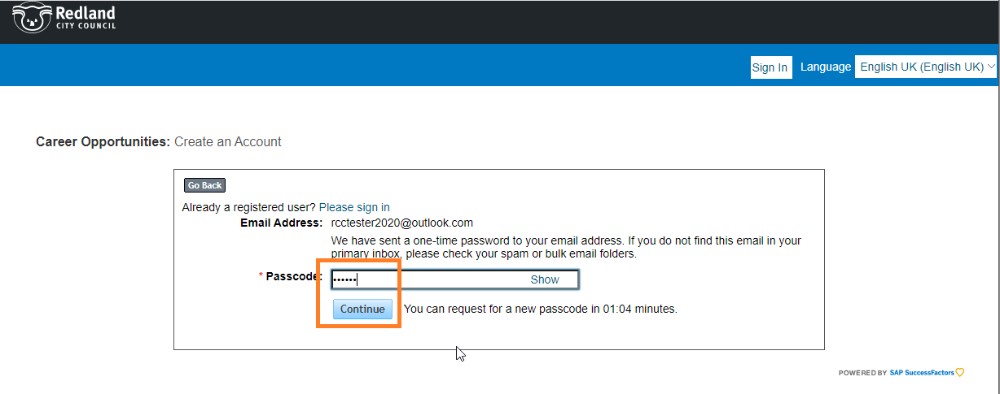 Redland
CITY COUNCIL
Sign In Language English UK (English UK)
Career Opportunities: Create an Account
Go Back
Already a registered user? Please sign in
Email Address: rcctester2020@outlook.com
We have sent a one-time password to your email address. If you do not find this email in your
primary inbox, please check your spam or bulk email folders.
* Passcode: •••••• Show
Continue You can request for a new passcode in 01:04 minutes.
POWERED BY SAP SuccessFactors